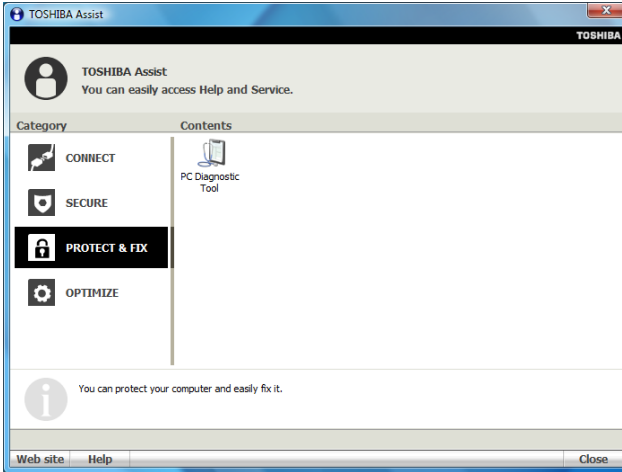 TOSHIBA Assist
TOSHIBA
TOSHIBA Assist
You can easily access Help and Service.
Category
Contents
CONNECT
SECURE
PROTECT & FIX
OPTIMIZE
PC Diagnostic
Tool
You can protect your computer and easily fix it.
Web site
Help
Close